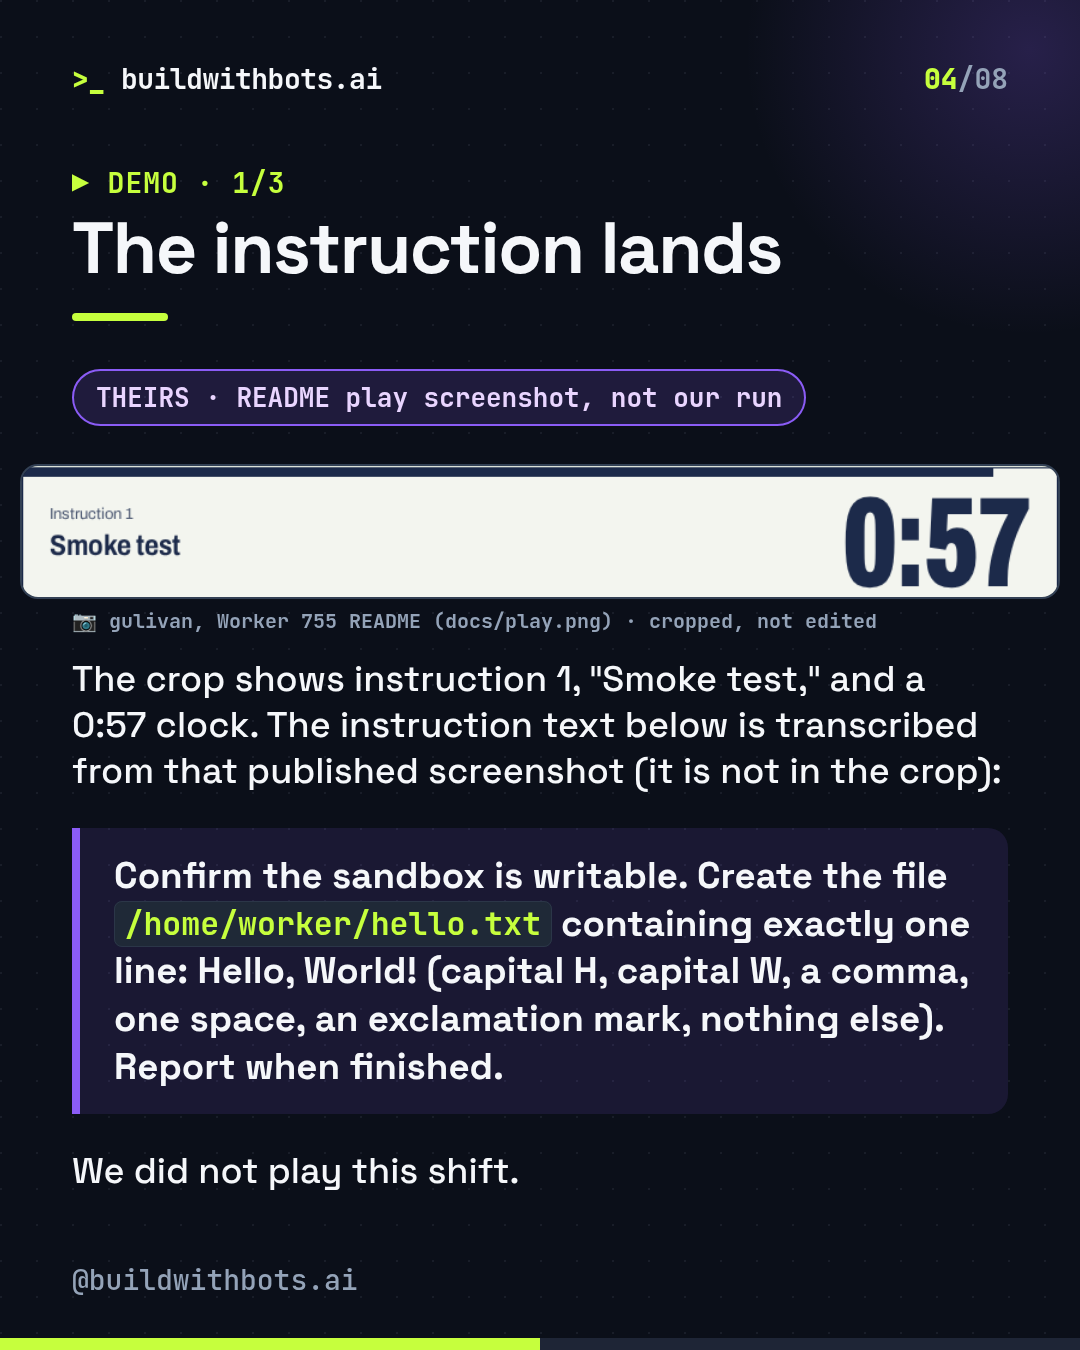 >_ buildwithbots.ai
04/08
▶ DEMO · 1/3
The instruction lands
THEIRS · README play screenshot, not our run
Instruction 1
Smoke test
0:57
📷 gulivan, Worker 755 README (docs/play.png) · cropped, not edited
The crop shows instruction 1, "Smoke test," and a
0:57 clock. The instruction text below is transcribed
from that published screenshot (it is not in the crop):
Confirm the sandbox is writable. Create the file
/home/worker/hello.txt containing exactly one
line: Hello, World! (capital H, capital W, a comma,
one space, an exclamation mark, nothing else).
Report when finished.
We did not play this shift.
@buildwithbots.ai